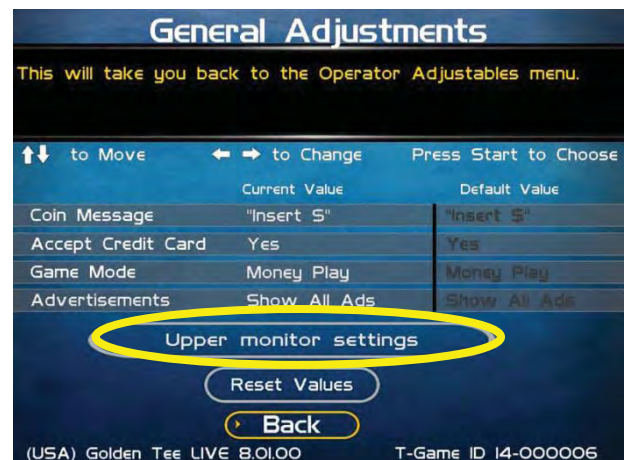 General Adjustments
This will take you back to the Operator Adjustables menu.
to Move to Change Press Start to Choose
Current Value Default Value
Coin Message "Insert $" "Insert $"
Accept Credit Card Yes Yes
Game Mode Money Play Money Play
Advertisements Show All Ads Show All Ads
Upper monitor settings
Reset Values
Back
(USA) Golden Tee LIVE 8.01.00 T-Game ID 14-000006